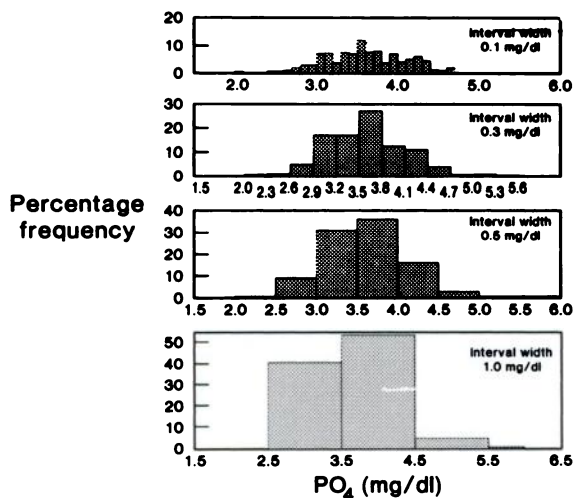 20
10
0
Interval width
0.1 mg/dl
2.0 3.0 4.0 5.0 6.0
30
20
10
0
Interval width
0.3 mg/dl
1.5 2.1 2.3 2.6 2.9 3.2 3.5 3.8 4.1 4.4 4.7 5.0 5.3 5.6 6.0
Percentage
frequency
40
30
20
10
0
Interval width
0.5 mg/dl
1.5 2.0 2.5 3.0 3.5 4.0 4.5 5.0 5.5 6.0
50
40
30
20
10
0
Interval width
1.0 mg/dl
1.5 2.5 3.5 4.5 5.5 6.5
PO₄ (mg/dl)